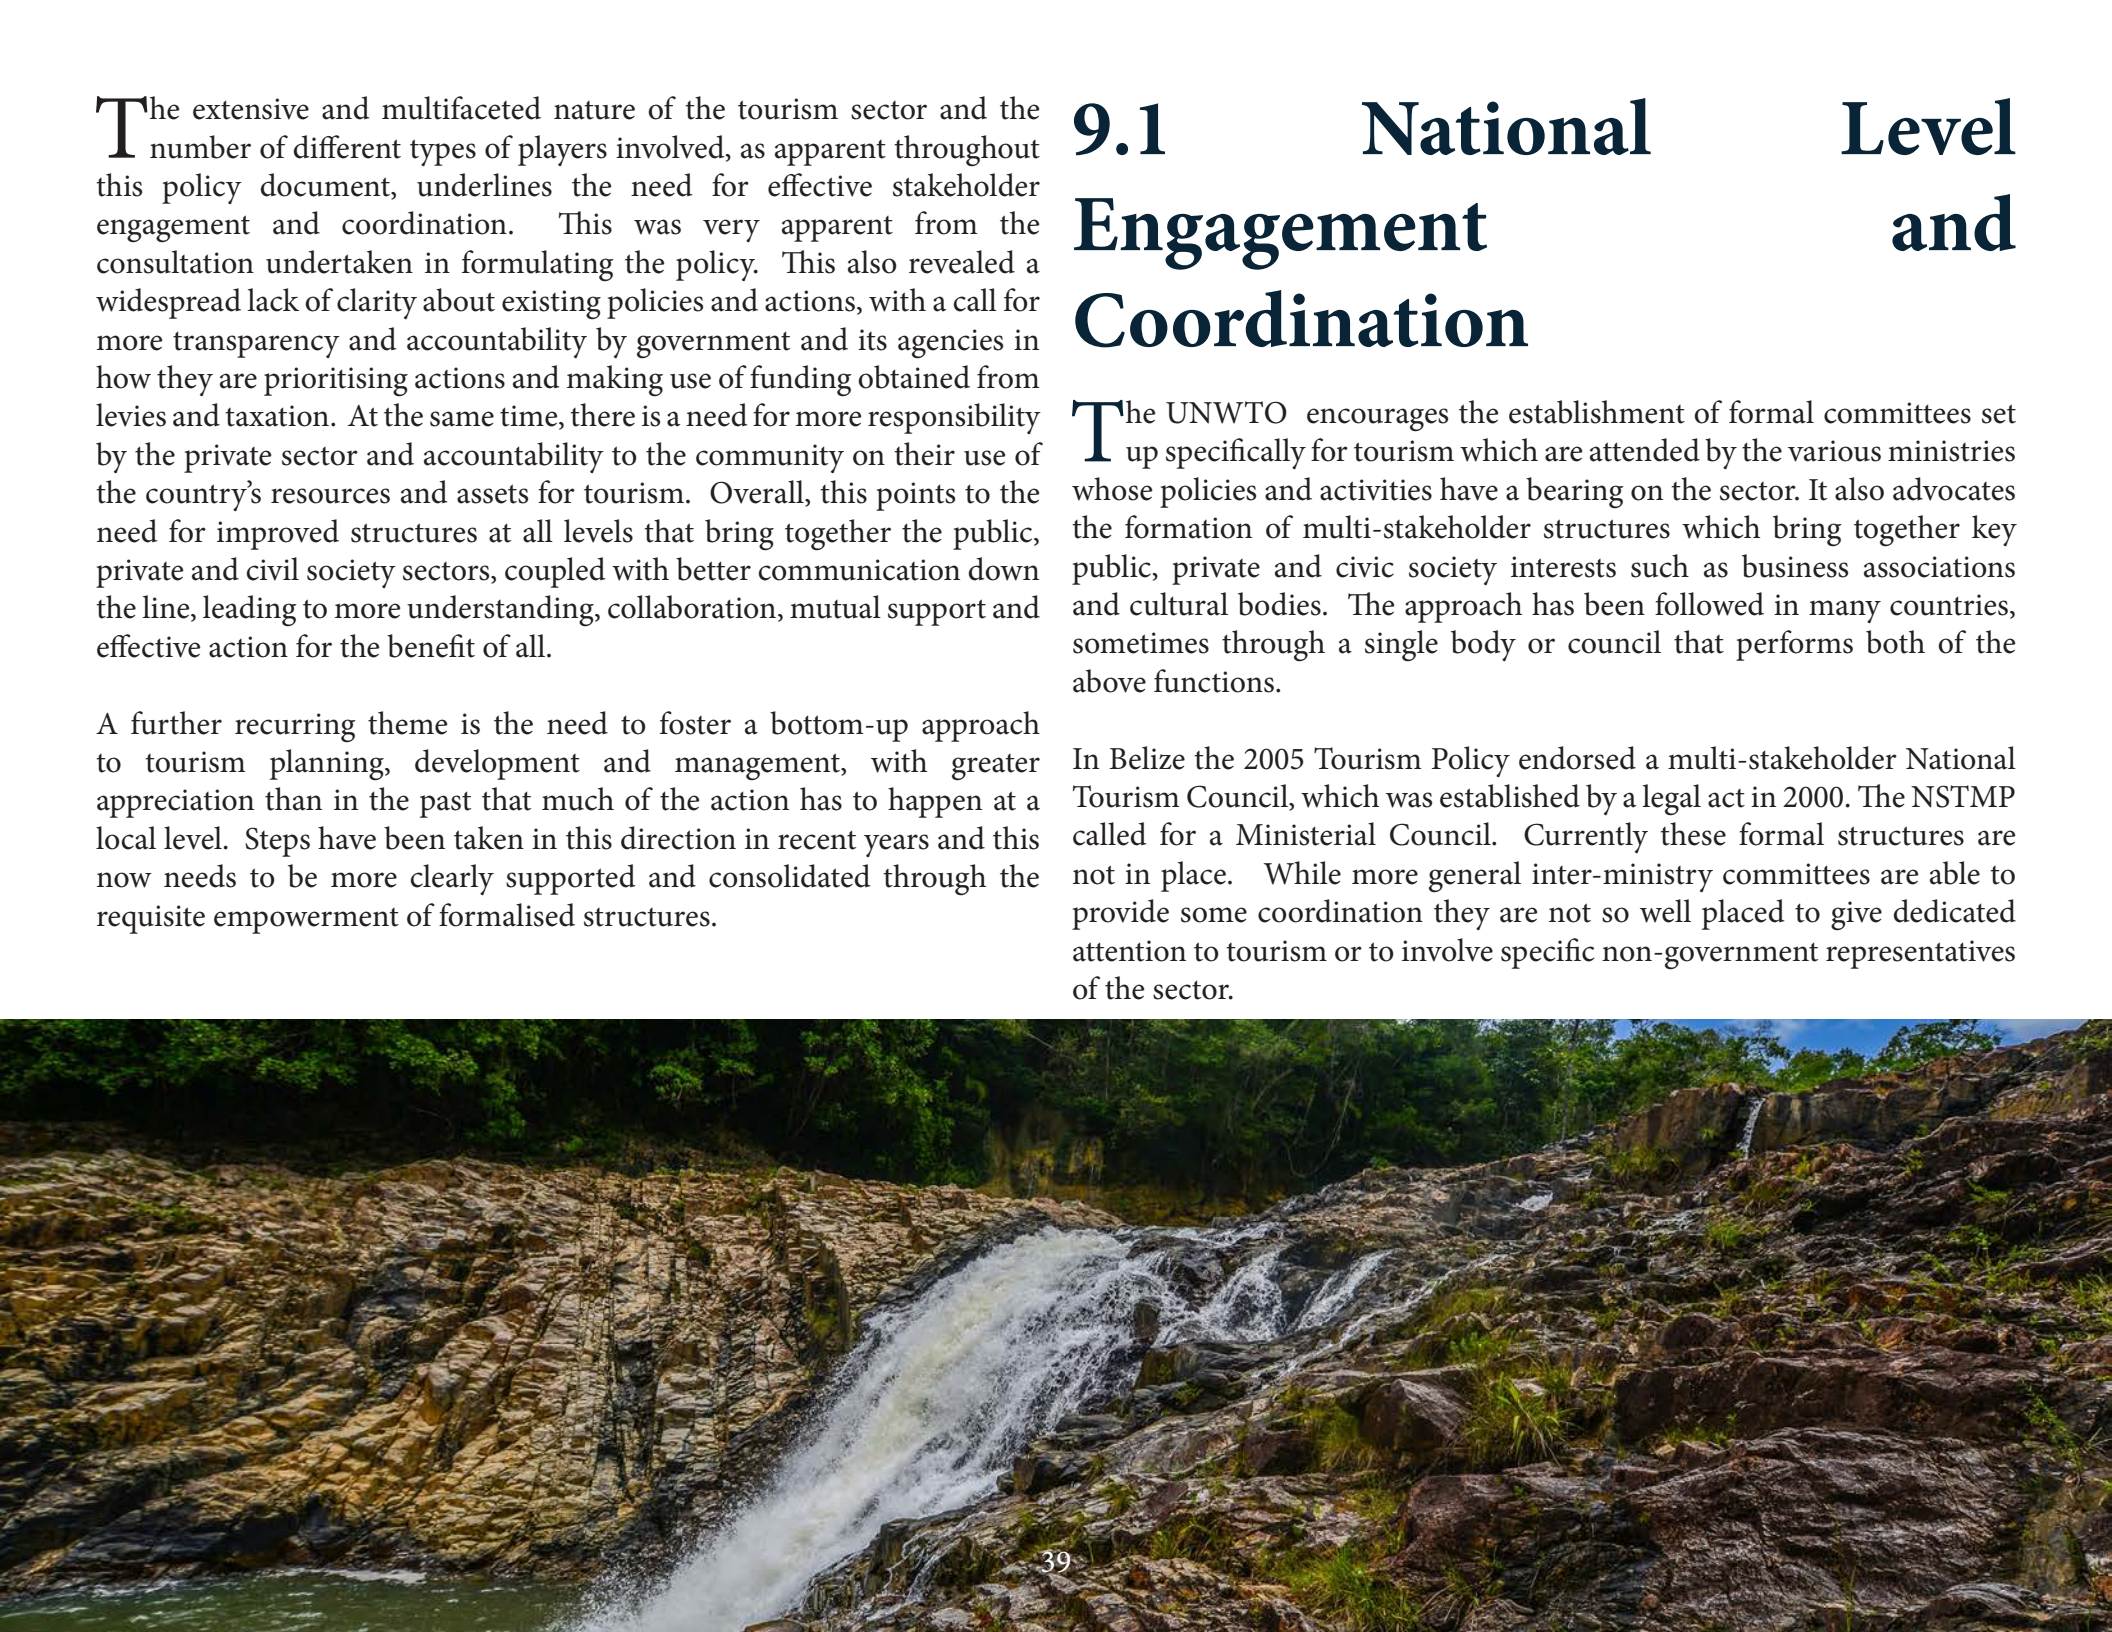 The extensive and multifaceted nature of the tourism sector and the
number of different types of players involved, as apparent throughout
this policy document, underlines the need for effective stakeholder
engagement and coordination. This was very apparent from the
consultation undertaken in formulating the policy. This also revealed a
widespread lack of clarity about existing policies and actions, with a call for
more transparency and accountability by government and its agencies in
how they are prioritising actions and making use of funding obtained from
levies and taxation. At the same time, there is a need for more responsibility
by the private sector and accountability to the community on their use of
the country's resources and assets for tourism. Overall, this points to the
need for improved structures at all levels that bring together the public,
private and civil society sectors, coupled with better communication down
the line, leading to more understanding, collaboration, mutual support and
effective action for the benefit of all.
A further recurring theme is the need to foster a bottom-up approach
to tourism planning, development and management, with greater
appreciation than in the past that much of the action has to happen at a
local level. Steps have been taken in this direction in recent years and this
now needs to be more clearly supported and consolidated through the
requisite empowerment of formalised structures.
9.1 National Level
Engagement and
Coordination
The UNWTO encourages the establishment of formal committees set
up specifically for tourism which are attended by the various ministries
whose policies and activities have a bearing on the sector. It also advocates
the formation of multi-stakeholder structures which bring together key
public, private and civic society interests such as business associations
and cultural bodies. The approach has been followed in many countries,
sometimes through a single body or council that performs both of the
above functions.
In Belize the 2005 Tourism Policy endorsed a multi-stakeholder National
Tourism Council, which was established by a legal act in 2000. The NSTMP
called for a Ministerial Council. Currently these formal structures are
not in place. While more general inter-ministry committees are able to
provide some coordination they are not so well placed to give dedicated
attention to tourism or to involve specific non-government representatives
of the sector.
39